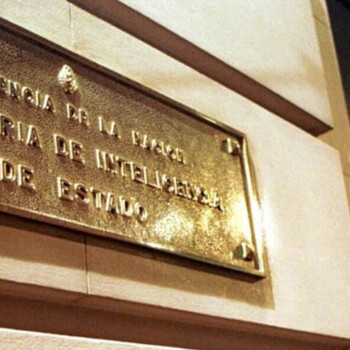 ENCIA DE LA NACION
RIA DE INTELIGENCIA
DE ESTADO